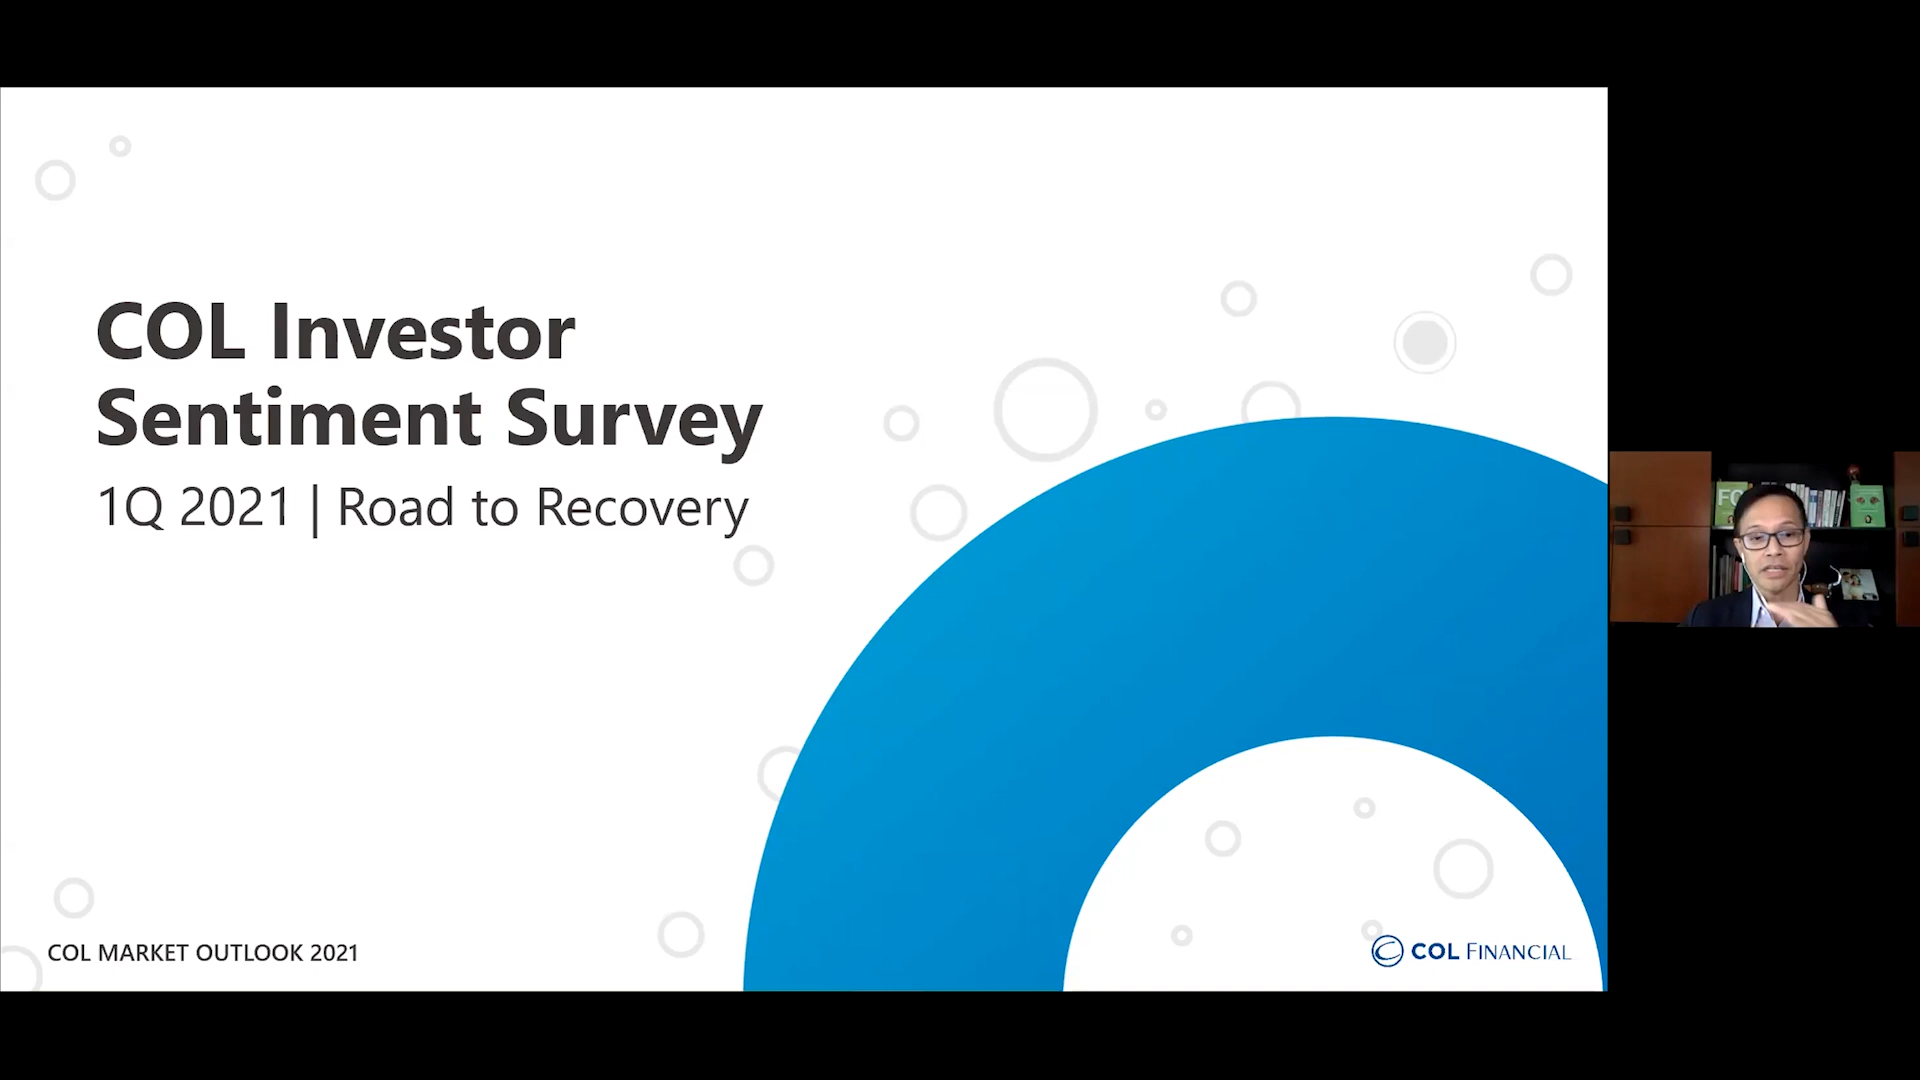 COL Investor
Sentiment Survey
1Q 2021 | Road to Recovery
COL MARKET OUTLOOK 2021
COL FINANCIAL